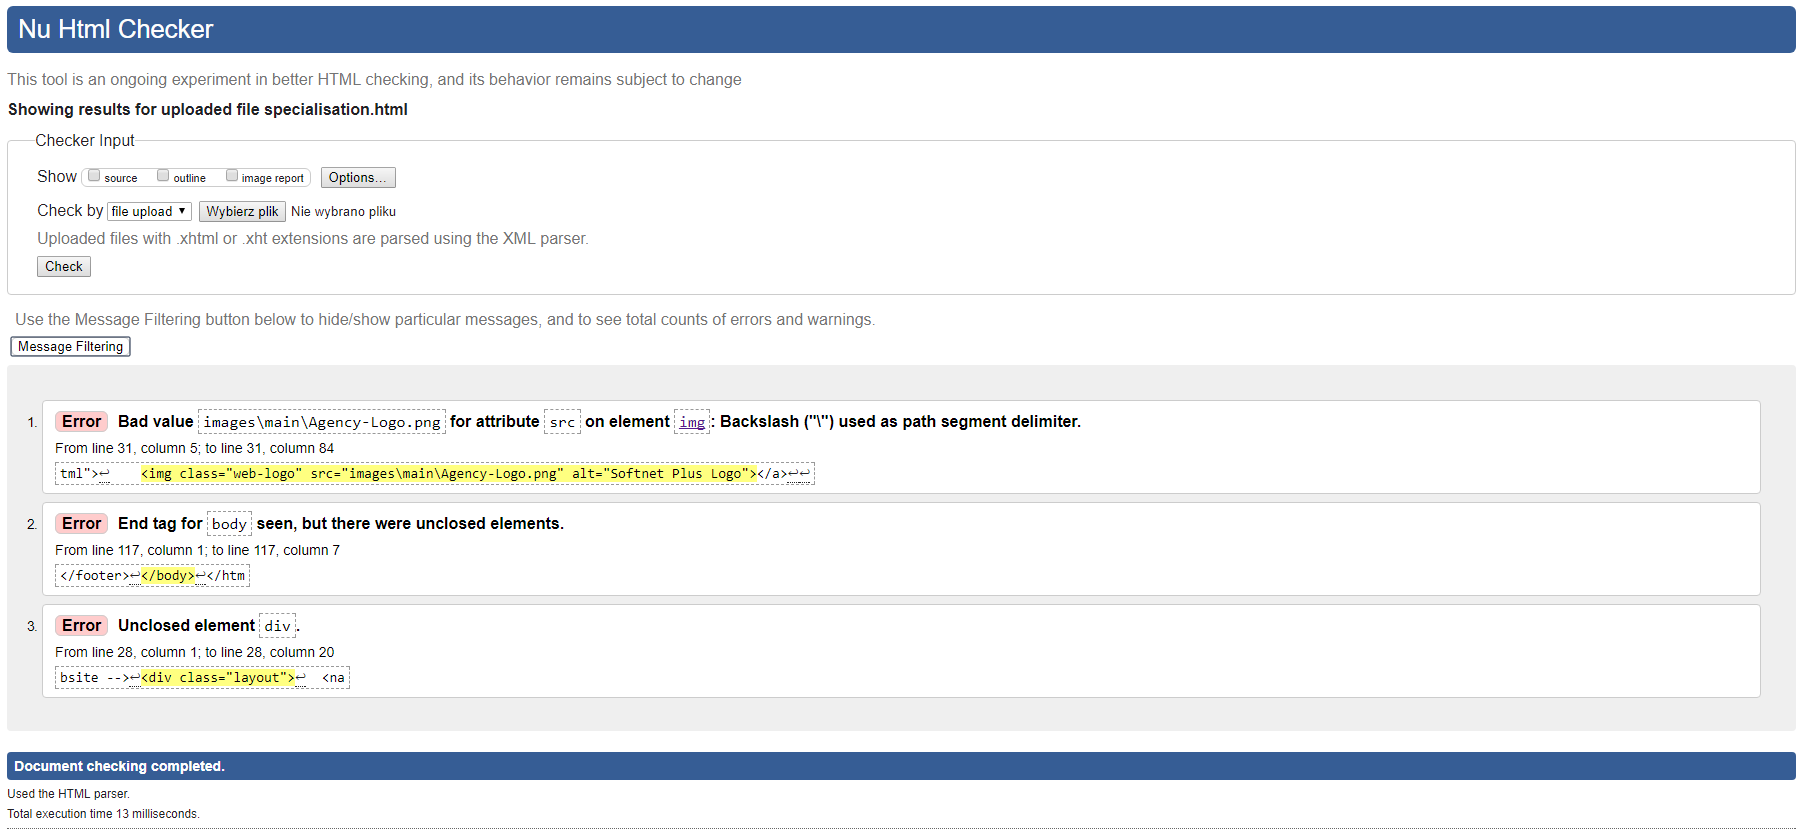 Nu Html Checker
This tool is an ongoing experiment in better HTML checking, and its behavior remains subject to change
Showing results for uploaded file specialisation.html
Checker Input
Show source outline image report Options...
Check by file upload ▼ Wybierz plik Nie wybrano pliku
Uploaded files with .xhtml or .xht extensions are parsed using the XML parser.
Check
Use the Message Filtering button below to hide/show particular messages, and to see total counts of errors and warnings.
Message Filtering
1. Error Bad value images\main\Agency-Logo.png for attribute src on element img: Backslash ("\") used as path segment delimiter.
From line 31, column 5; to line 31, column 84
tml">↩ <img class="web-logo" src="images\main\Agency-Logo.png" alt="Softnet Plus Logo"></a>↩↩
2. Error End tag for body seen, but there were unclosed elements.
From line 117, column 1; to line 117, column 7
</footer>↩</body>↩</htm
3. Error Unclosed element div.
From line 28, column 1; to line 28, column 20
bsite -->↩<div class="layout">↩ <na
Document checking completed.
Used the HTML parser.
Total execution time 13 milliseconds.